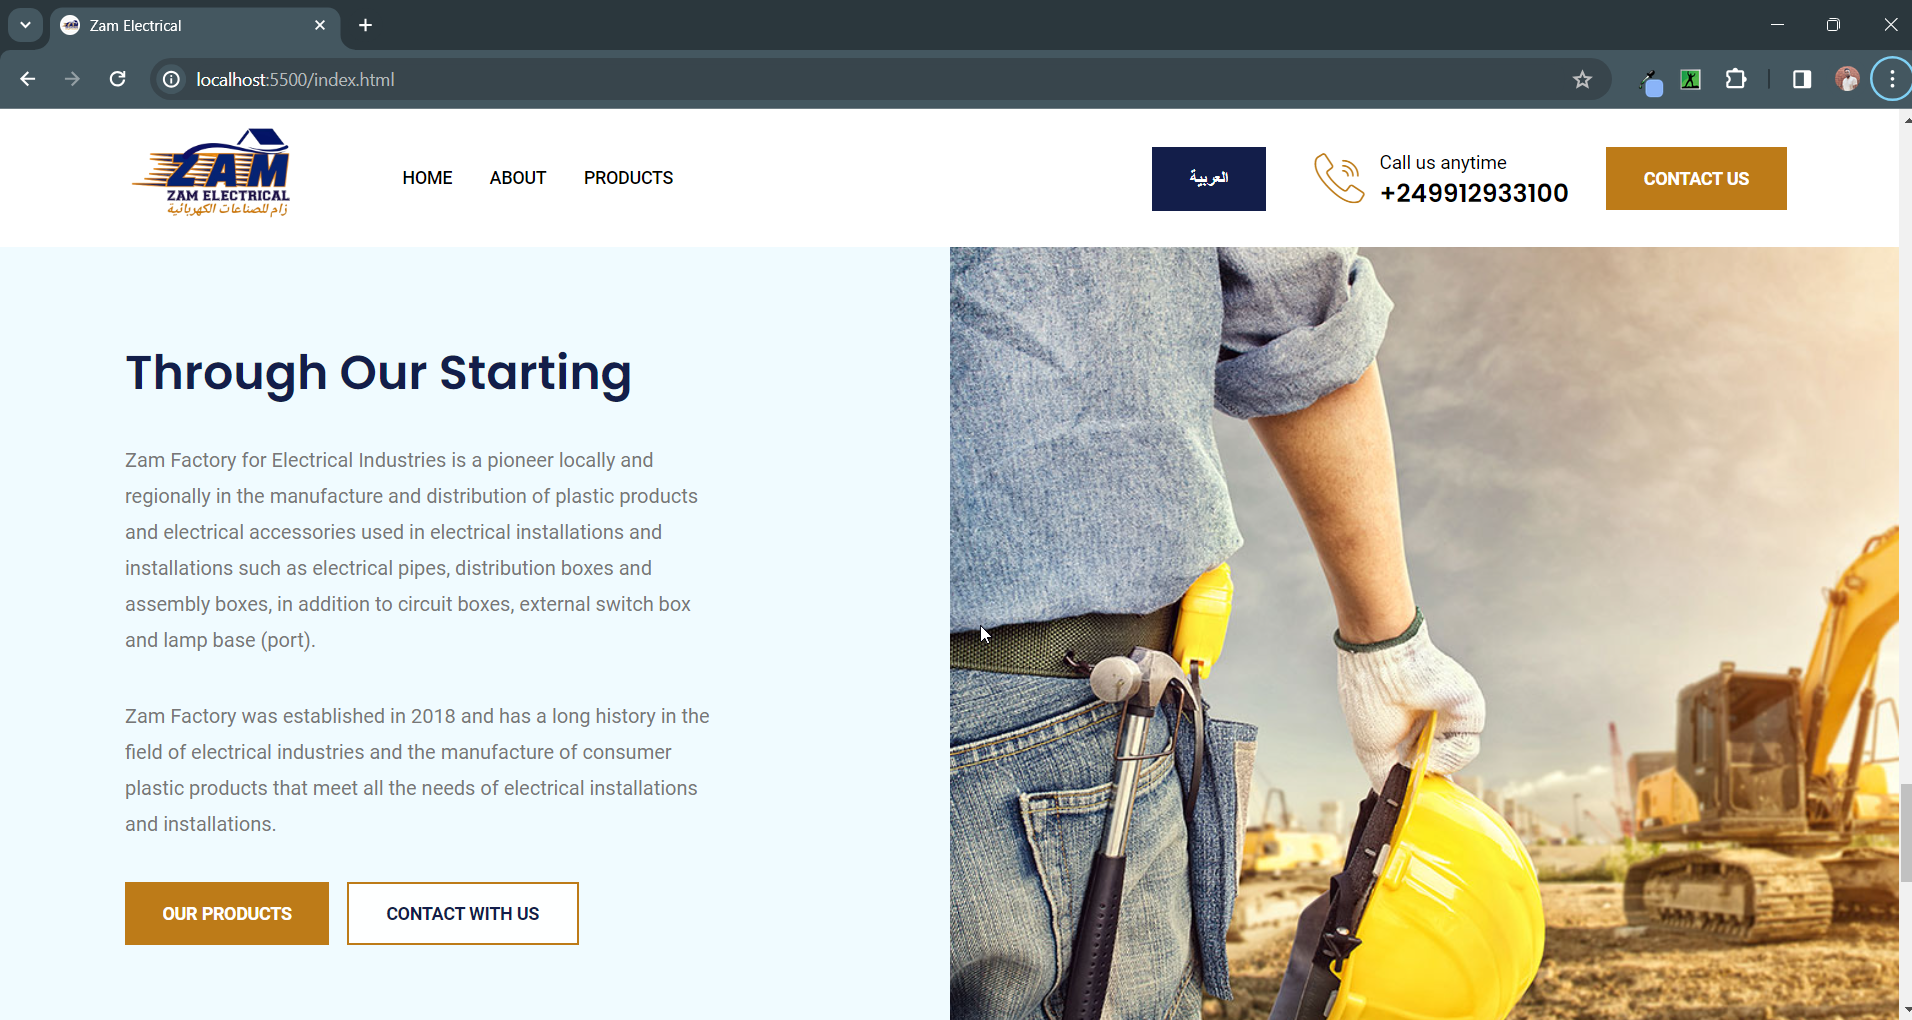 Zam Electrical
localhost:5500/index.html
ZAM
ZAM ELECTRICAL
زام للصناعات الكهربائية
HOME
ABOUT
PRODUCTS
العربية
Call us anytime
+249912933100
CONTACT US
Through Our Starting
Zam Factory for Electrical Industries is a pioneer locally and
regionally in the manufacture and distribution of plastic products
and electrical accessories used in electrical installations and
installations such as electrical pipes, distribution boxes and
assembly boxes, in addition to circuit boxes, external switch box
and lamp base (port).
Zam Factory was established in 2018 and has a long history in the
field of electrical industries and the manufacture of consumer
plastic products that meet all the needs of electrical installations
and installations.
OUR PRODUCTS
CONTACT WITH US